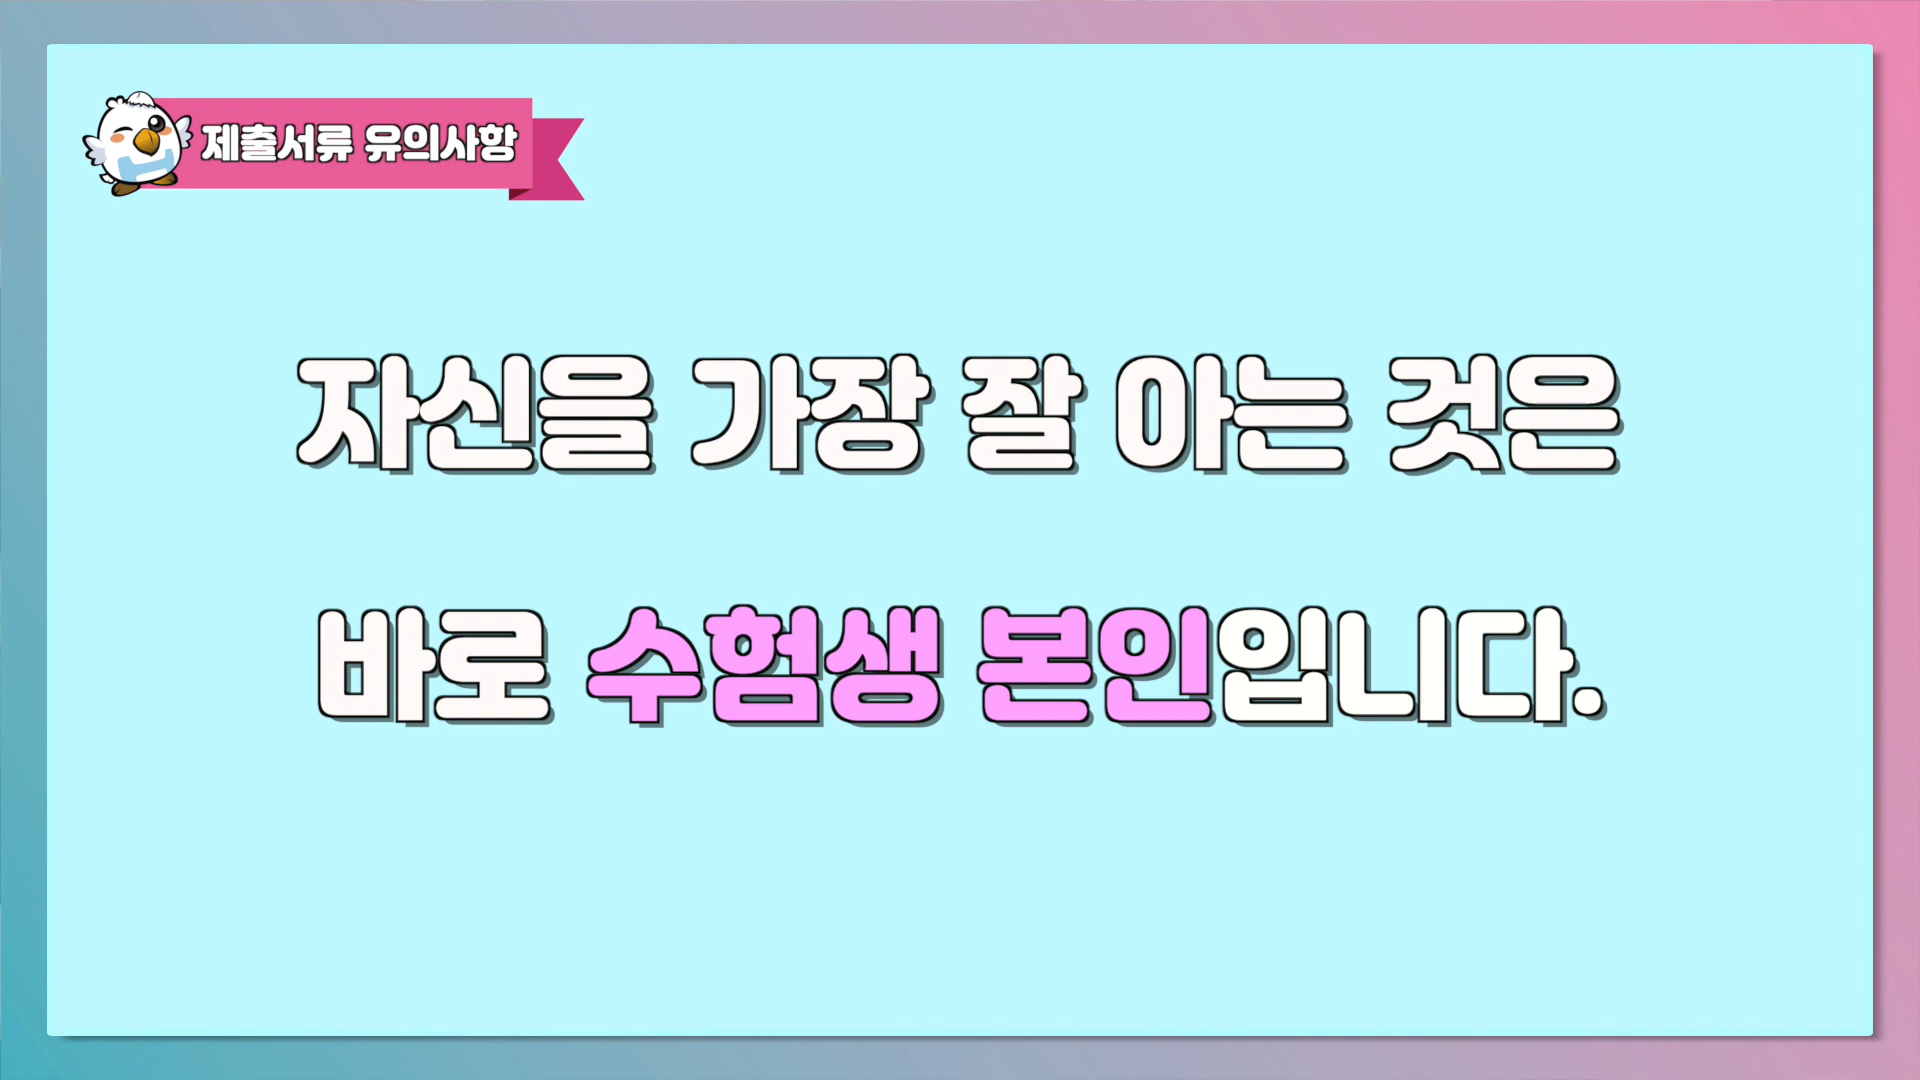 제출서류 유의사항
자신을 가장 잘 아는 것은
바로 수험생 본인입니다.